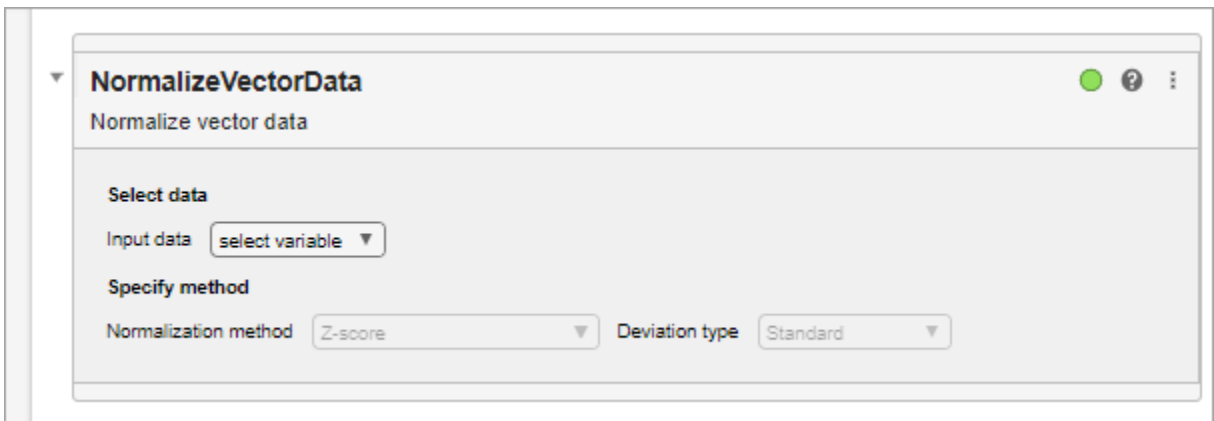 NormalizeVectorData
Normalize vector data
Select data
Input data select variable
Specify method
Normalization method Z-score Deviation type Standard